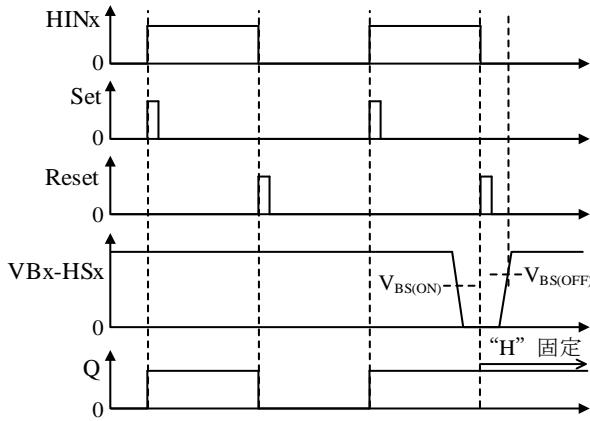 HINx
0
Set
0
Reset
0
VBx-HSx
VBS(ON)
VBS(OFF)
0
“H” 固定
Q
0